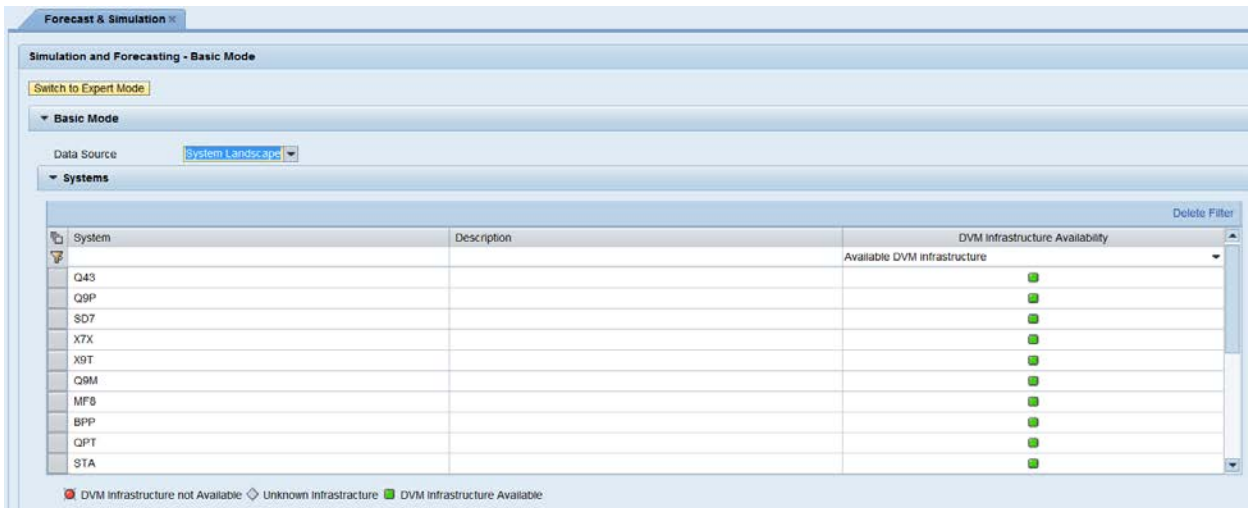 Forecast & Simulation
Simulation and Forecasting - Basic Mode
Switch to Expert Mode
Basic Mode
Data Source System Landscape
Systems
Delete Filter
System Description DVM Infrastructure Availability
Available DVM infrastructure
Q43
Q9P
SD7
X7X
X9T
Q9M
MF8
BPP
QPT
STA
DVM Infrastructure not Available Unknown Infrastracture DVM Infrastructure Available